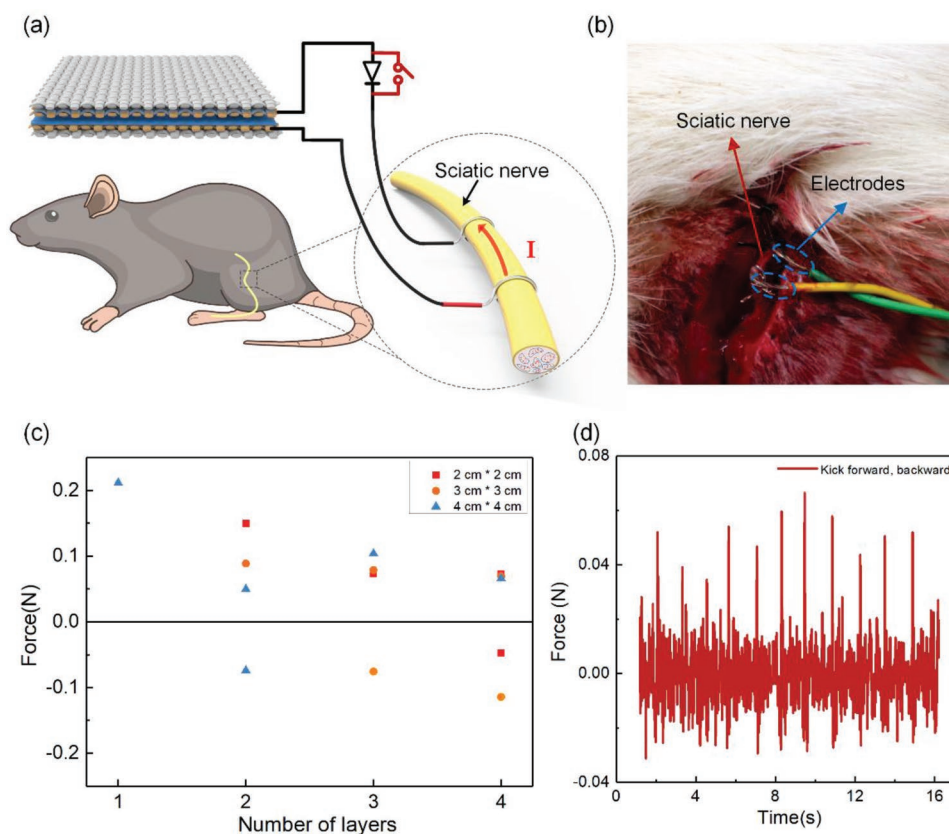 (a)
Sciatic nerve
I
(b)
Sciatic nerve
Electrodes
(c)
2 cm * 2 cm
3 cm * 3 cm
4 cm * 4 cm
0.2
0.1
0.0
-0.1
-0.2
Force(N)
1 2 3 4
Number of layers
(d)
Kick forward, backward
0.08
0.04
0.00
-0.04
Force (N)
0 4 8 12 16
Time(s)